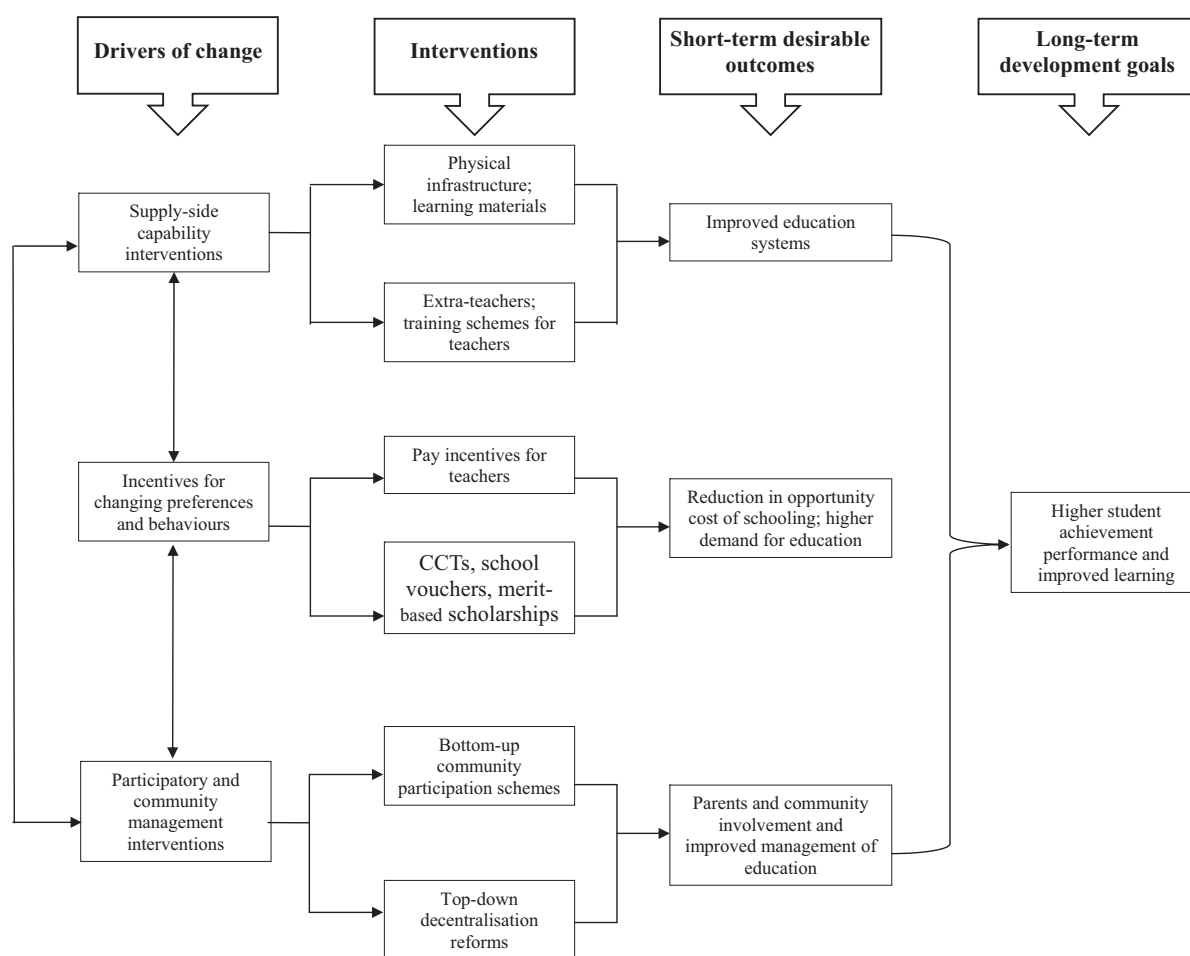 Drivers of change
Interventions
Short-term desirable
outcomes
Long-term
development goals
Physical
infrastructure;
learning materials
Supply-side
capability
interventions
Improved education
systems
Extra-teachers;
training schemes for
teachers
Pay incentives for
teachers
Incentives for
changing preferences
and behaviours
Reduction in opportunity
cost of schooling; higher
demand for education
Higher student
achievement
performance and
improved learning
CCTs, school
vouchers, merit-
based scholarships
Bottom-up
community
participation schemes
Participatory and
community
management
interventions
Parents and community
involvement and
improved management of
education
Top-down
decentralisation
reforms